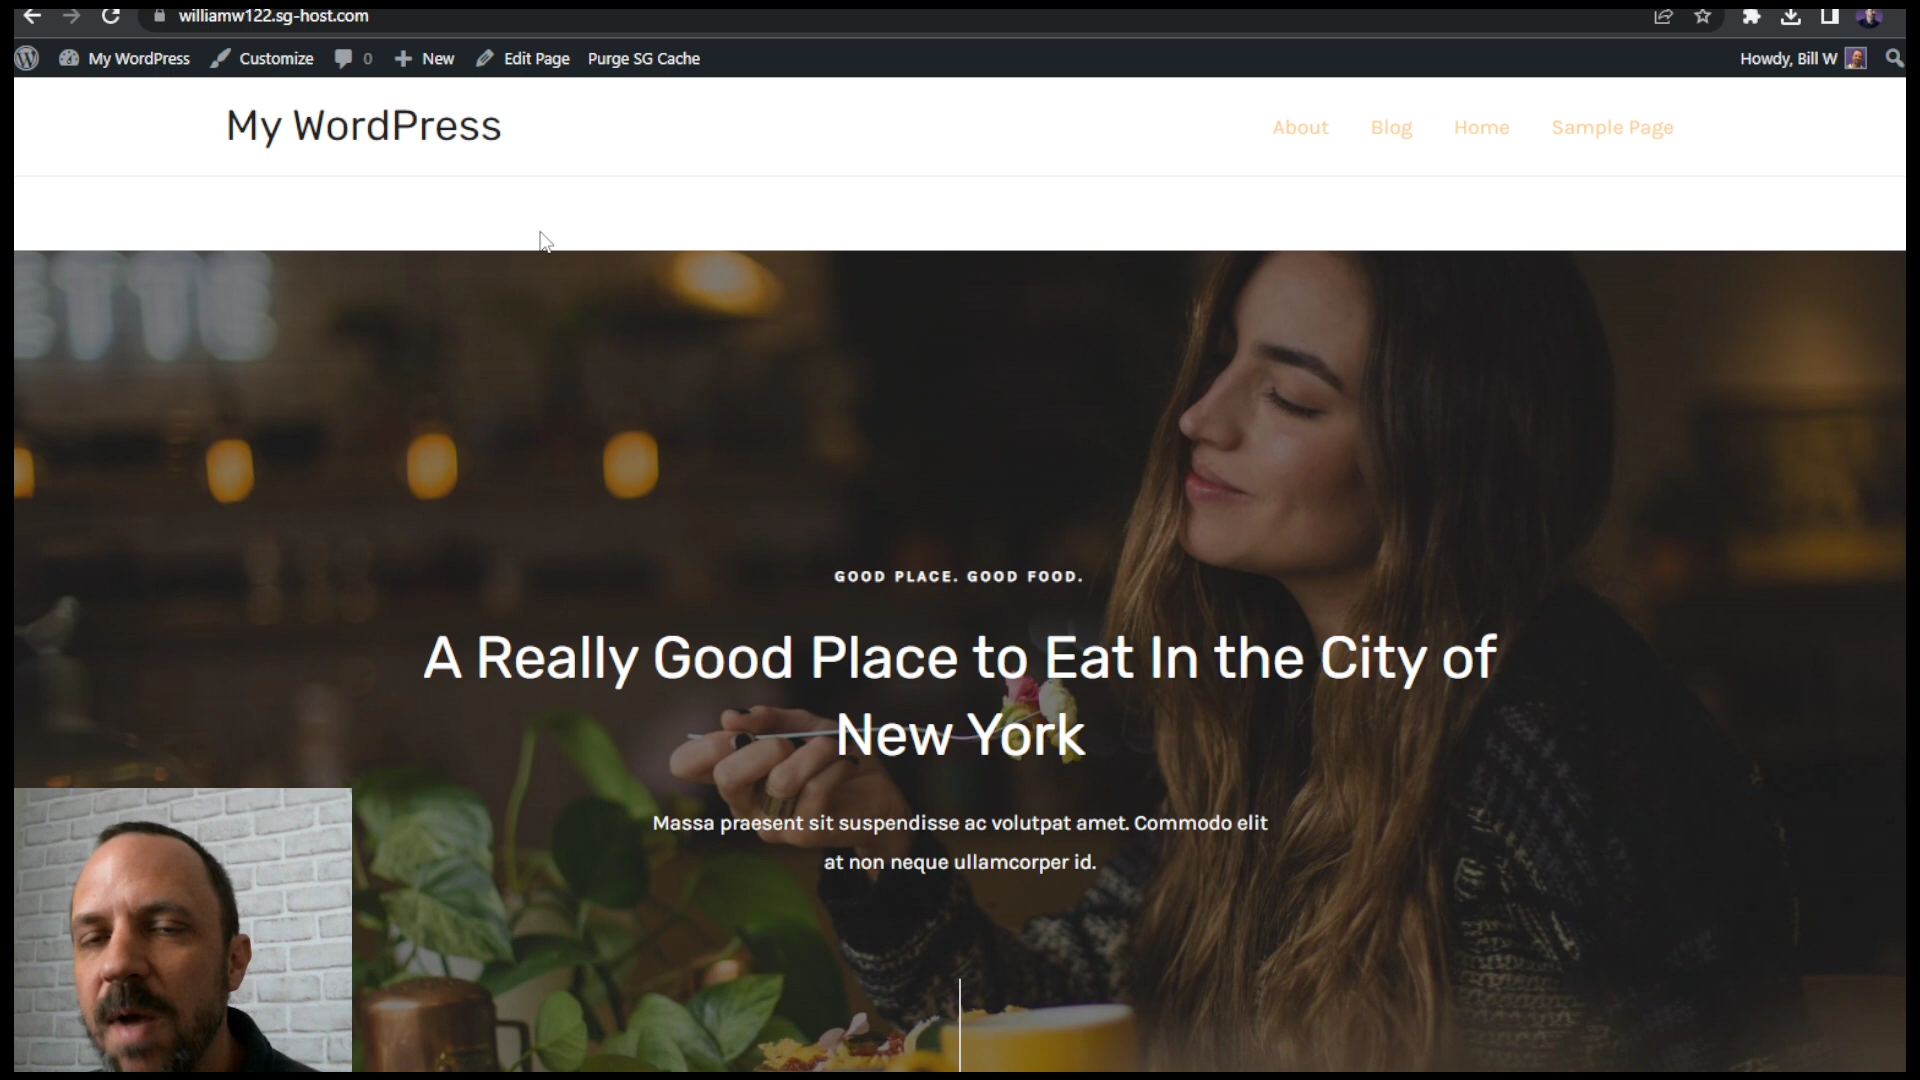 williamw122.sg-host.com
My WordPress Customize 0 New Edit Page Purge SG Cache Howdy, Bill W
My WordPress
About Blog Home Sample Page
GOOD PLACE. GOOD FOOD.
A Really Good Place to Eat In the City of
New York
Massa praesent sit suspendisse ac volutpat amet. Commodo elit
at non neque ullamcorper id.